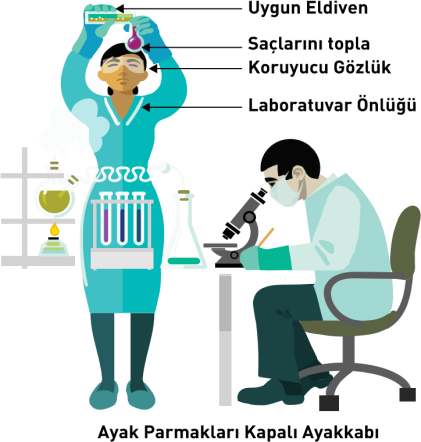 Uygun Eldiven
Saçlarını topla
Koruyucu Gözlük
Laboratuvar Önlüğü
Ayak Parmakları Kapalı Ayakkabı